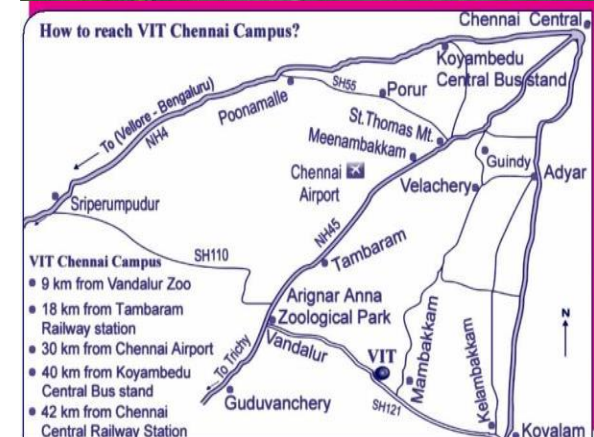 How to reach VIT Chennai Campus?
Chennai Central
Koyambedu
Central Bus stand
To (Vellore - Bengaluru)
NH4
Poonamalle
SH55
Porur
St.Thomas Mt.
Meenambakkam
Chennai
Airport
Guindy
Velachery
Adyar
Sriperumpudur
SH110
NH45
Tambaram
VIT Chennai Campus
9 km from Vandalur Zoo
18 km from Tambaram
Railway station
30 km from Chennai Airport
40 km from Koyambedu
Central Bus stand
42 km from Chennai
Central Railway Station
Arignar Anna
Zoological Park
Vandalur
To Trichy
Guduvanchery
VIT
SH121
Mambakkam
Kelambakkam
Kovalam
N